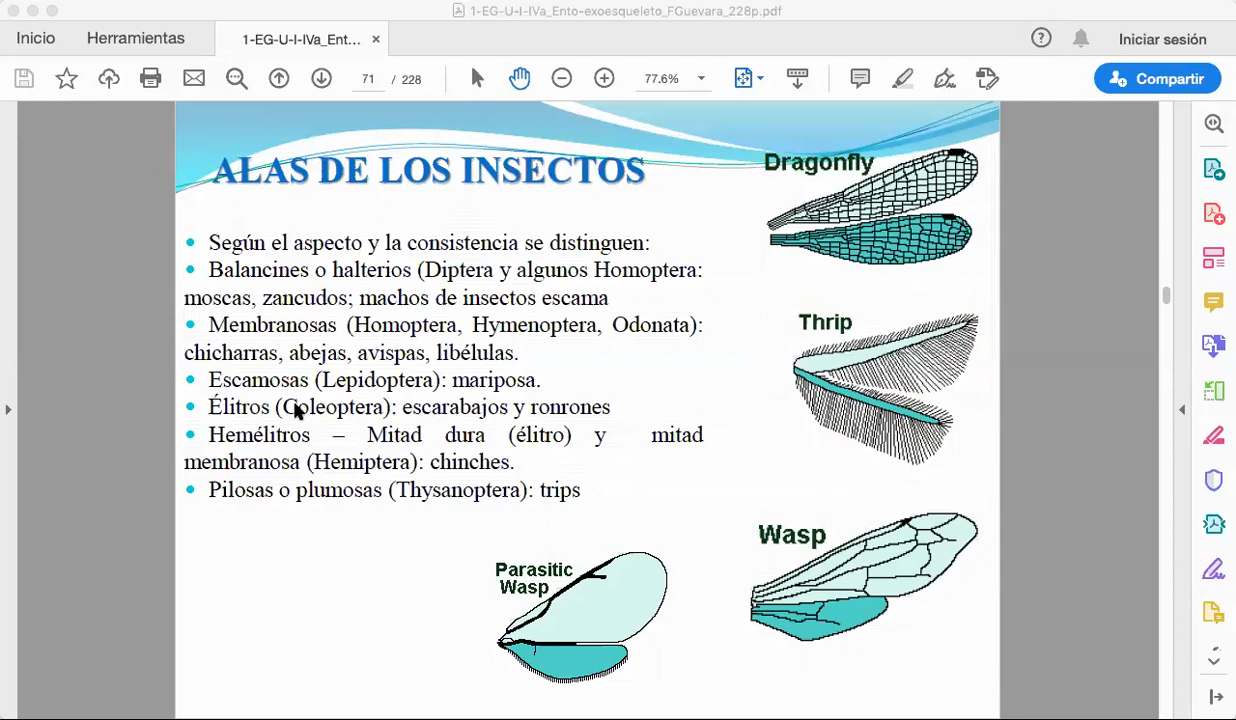 1-EG-U-I-IVa_Ento-exoesqueleto_FGuevara_228p.pdf
Inicio
Herramientas
1-EG-U-I-IVa_Ent...
Iniciar sesión
71 / 228
77.6%
Compartir
ALAS DE LOS INSECTOS
Dragonfly
• Según el aspecto y la consistencia se distinguen:
• Balancines o halterios (Diptera y algunos Homoptera:
moscas, zancudos; machos de insectos escama
• Membranosas (Homoptera, Hymenoptera, Odonata):
chicharras, abejas, avispas, libélulas.
• Escamosas (Lepidoptera): mariposa.
• Élitros (Coleoptera): escarabajos y ronrones
• Hemélitros – Mitad dura (élitro) y mitad
membranosa (Hemiptera): chinches.
• Pilosas o plumosas (Thysanoptera): trips
Thrip
Wasp
Parasitic
Wasp